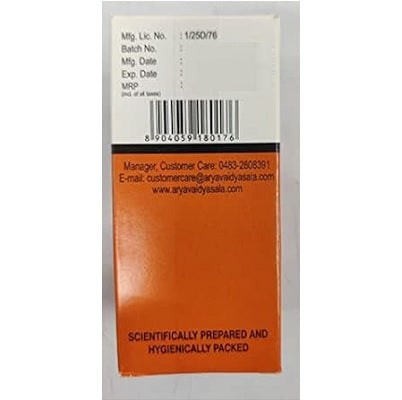 Mfg. Lic. No. : 1/25D/76
Batch No. :
Mfg. Date :
Exp. Date :
MRP :
(incl. of all taxes)
8 904059 180176
Manager, Customer Care: 0483-2808391
E-mail: customercare@aryavaidyasala.com
www.aryavaidyasala.com
SCIENTIFICALLY PREPARED AND
HYGIENICALLY PACKED